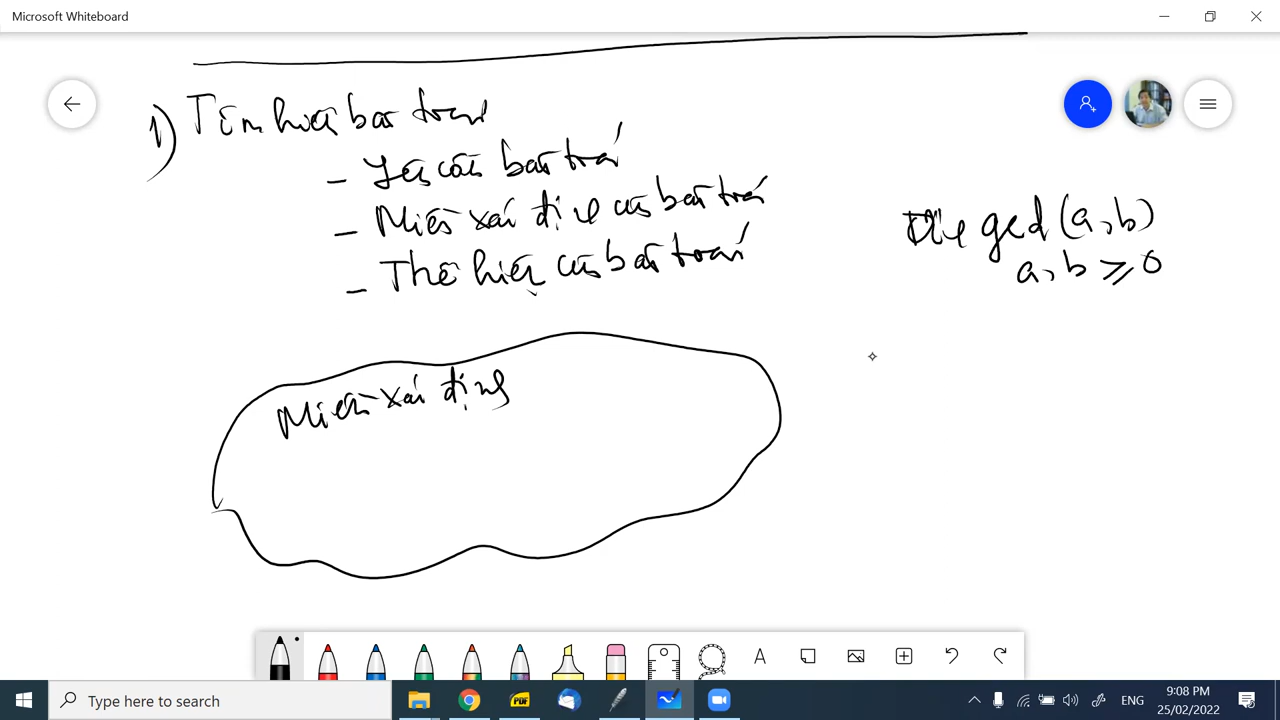 Microsoft Whiteboard
1) Tìm hiểu bài toán
- Yêu cầu bài toán
- Miền xác định của bài toán
- Thể hiện của bài toán
gcd (a, b)
a, b ⩾ 0
Miền xác định
A
Type here to search
PDF
ENG
9:08 PM
25/02/2022